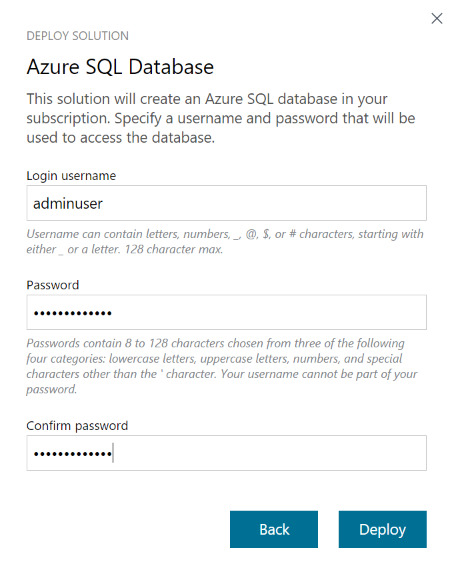 DEPLOY SOLUTION
Azure SQL Database
This solution will create an Azure SQL database in your
subscription. Specify a username and password that will be
used to access the database.
Login username
adminuser
Username can contain letters, numbers, _, @, $, or # characters, starting with
either _ or a letter. 128 character max.
Password
•••••••••••••
Passwords contain 8 to 128 characters chosen from three of the following
four categories: lowercase letters, uppercase letters, numbers, and special
characters other than the ' character. Your username cannot be part of your
password.
Confirm password
•••••••••••••
Back Deploy